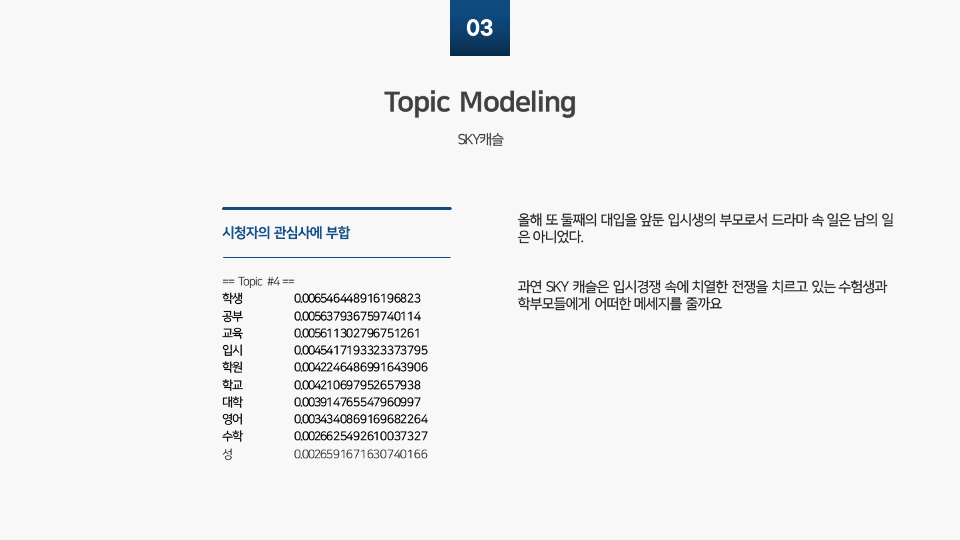 03
Topic Modeling
SKY캐슬
시청자의 관심사에 부합
== Topic #4 ==
학생 0.006546448916196823
공부 0.005637936759740114
교육 0.005611302796751261
입시 0.0045417193323373795
학원 0.0042246486991643906
학교 0.004210697952657938
대학 0.003914765547960997
영어 0.0034340869169682264
수학 0.0026625492610037327
성 0.0026591671630740166
올해 또 둘째의 대입을 앞둔 입시생의 부모로서 드라마 속 일은 남의 일
은 아니었다.
과연 SKY 캐슬은 입시경쟁 속에 치열한 전쟁을 치르고 있는 수험생과
학부모들에게 어떠한 메세지를 줄까요